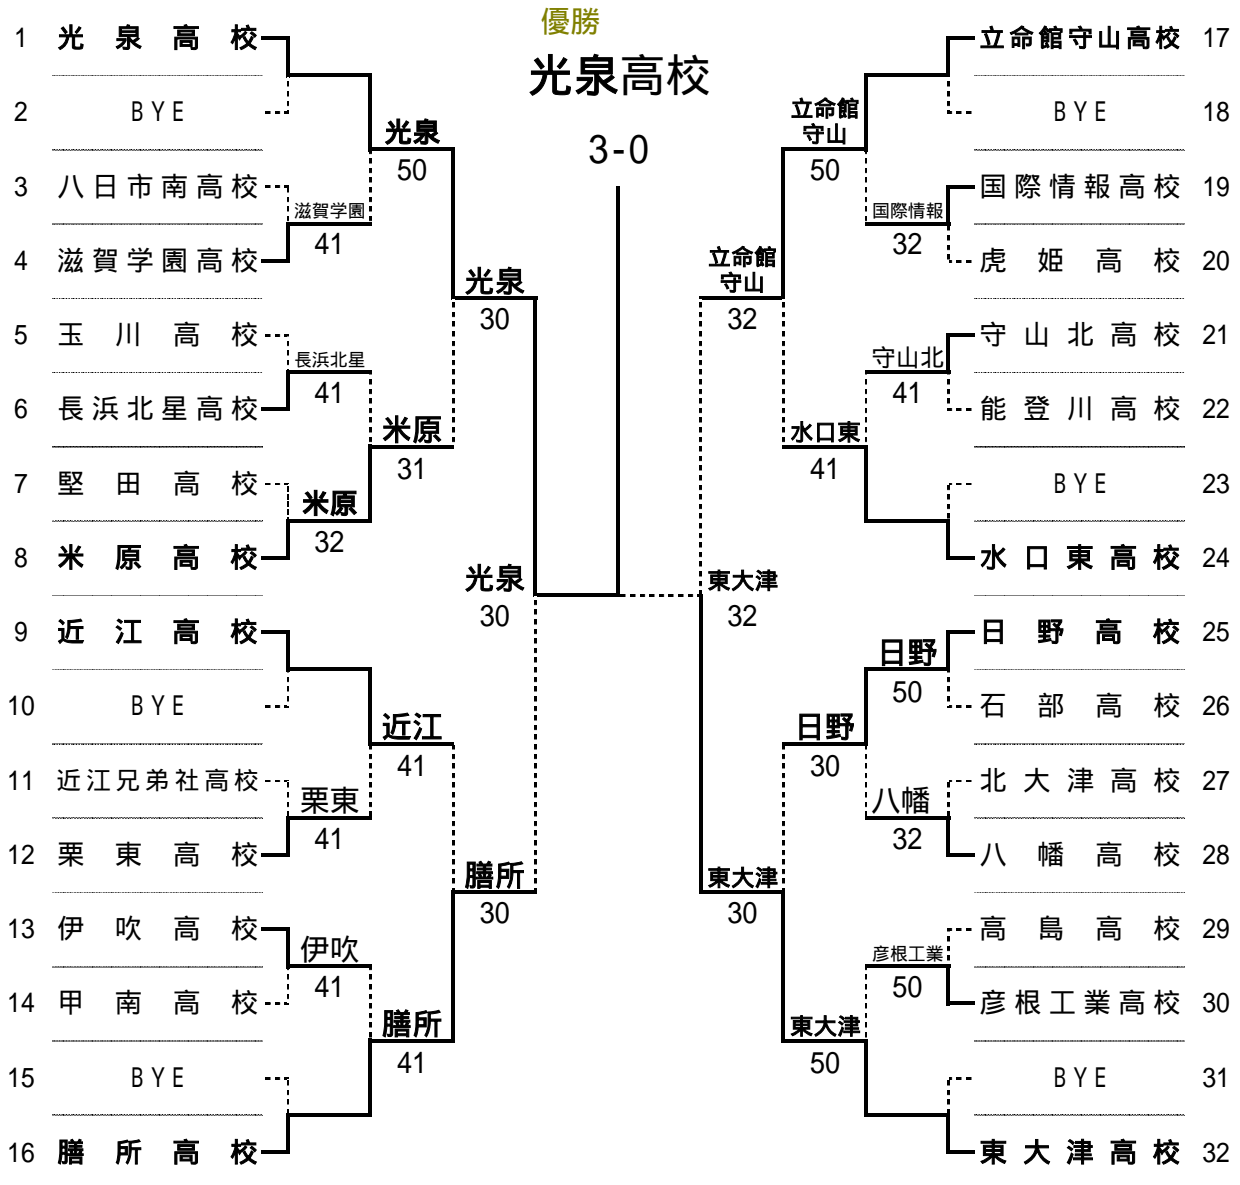 優勝
光泉高校
3-0
1 光泉高校
2 BYE
3 八日市南高校
4 滋賀学園高校
5 玉川高校
6 長浜北星高校
7 堅田高校
8 米原高校
9 近江高校
10 BYE
11 近江兄弟社高校
12 栗東高校
13 伊吹高校
14 甲南高校
15 BYE
16 膳所高校
滋賀学園
41
長浜北星
41
米原
32
栗東
41
伊吹
41
光泉
50
米原
31
近江
41
膳所
41
光泉
30
膳所
30
光泉
30
東大津
32
立命館
守山
32
東大津
30
立命館
守山
50
水口東
41
日野
30
東大津
50
国際情報
32
守山北
41
日野
50
八幡
32
彦根工業
50
立命館守山高校 17
BYE 18
国際情報高校 19
虎姫高校 20
守山北高校 21
能登川高校 22
BYE 23
水口東高校 24
日野高校 25
石部高校 26
北大津高校 27
八幡高校 28
高島高校 29
彦根工業高校 30
BYE 31
東大津高校 32